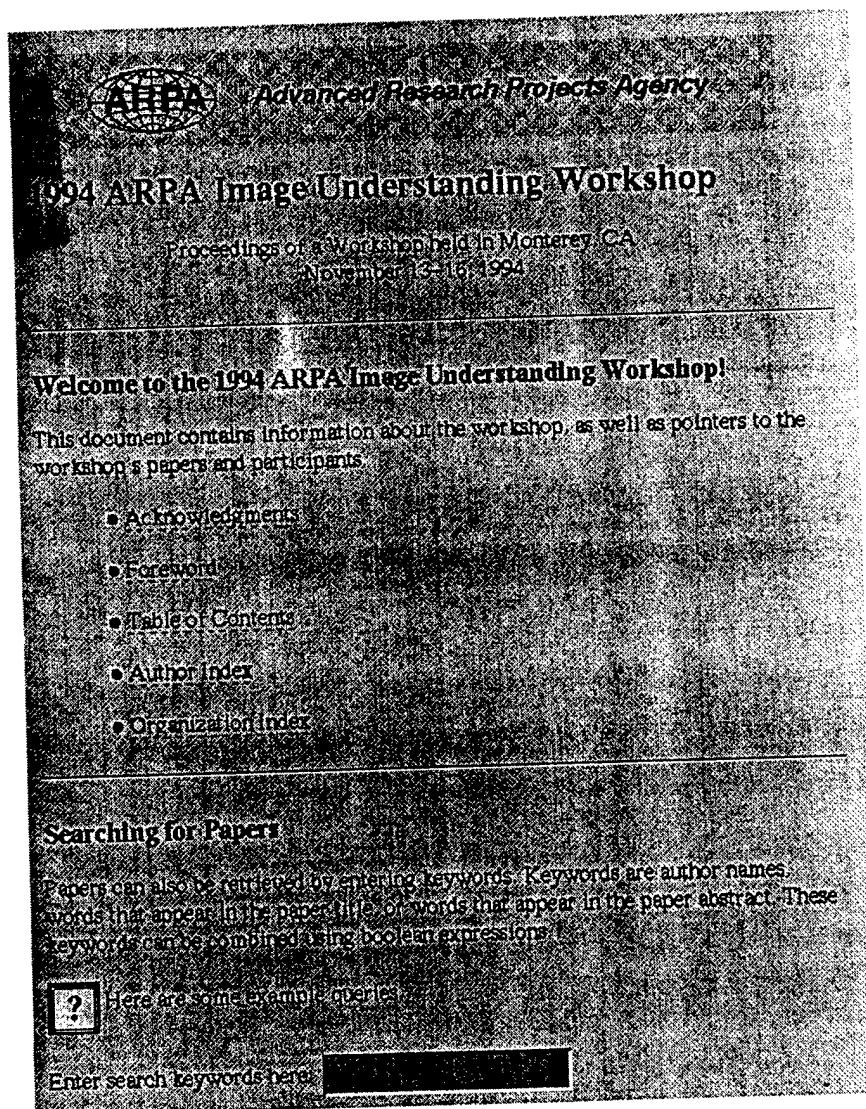 ARPA
Advanced Research Projects Agency
1994 ARPA Image Understanding Workshop
Proceedings of a Workshop held in Monterey, CA
November 13-16, 1994
Welcome to the 1994 ARPA Image Understanding Workshop!
This document contains information about the workshop, as well as pointers to the
workshop's papers and participants.
• Acknowledgments
• Foreword
• Table of Contents
• Author Index
• Organization Index
Searching for Papers
Papers can also be retrieved by entering keywords. Keywords are author names,
words that appear in the paper title, or words that appear in the paper abstract. These
keywords can be combined using boolean expressions.
? Here are some example queries.
Enter search keywords here: